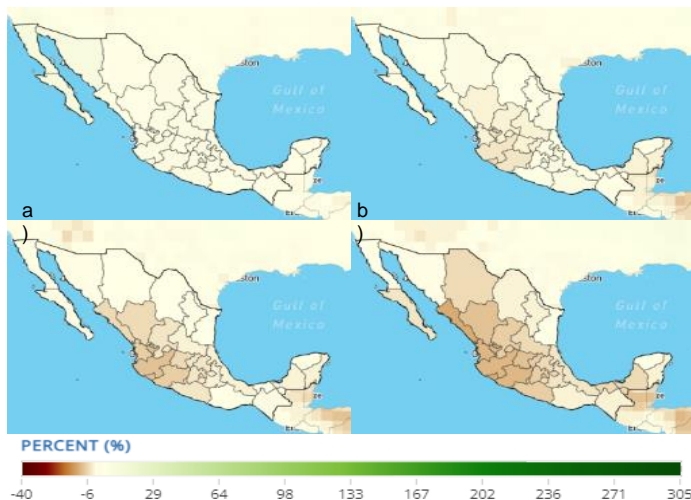 ston
Gulf of
Mexico
ston
Gulf of
Mexico
a
b
)
)
ston
Gulf of
Mexico
ston
Gulf of
Mexico
PERCENT (%)
-40 -6 29 64 98 133 167 202 236 271 305